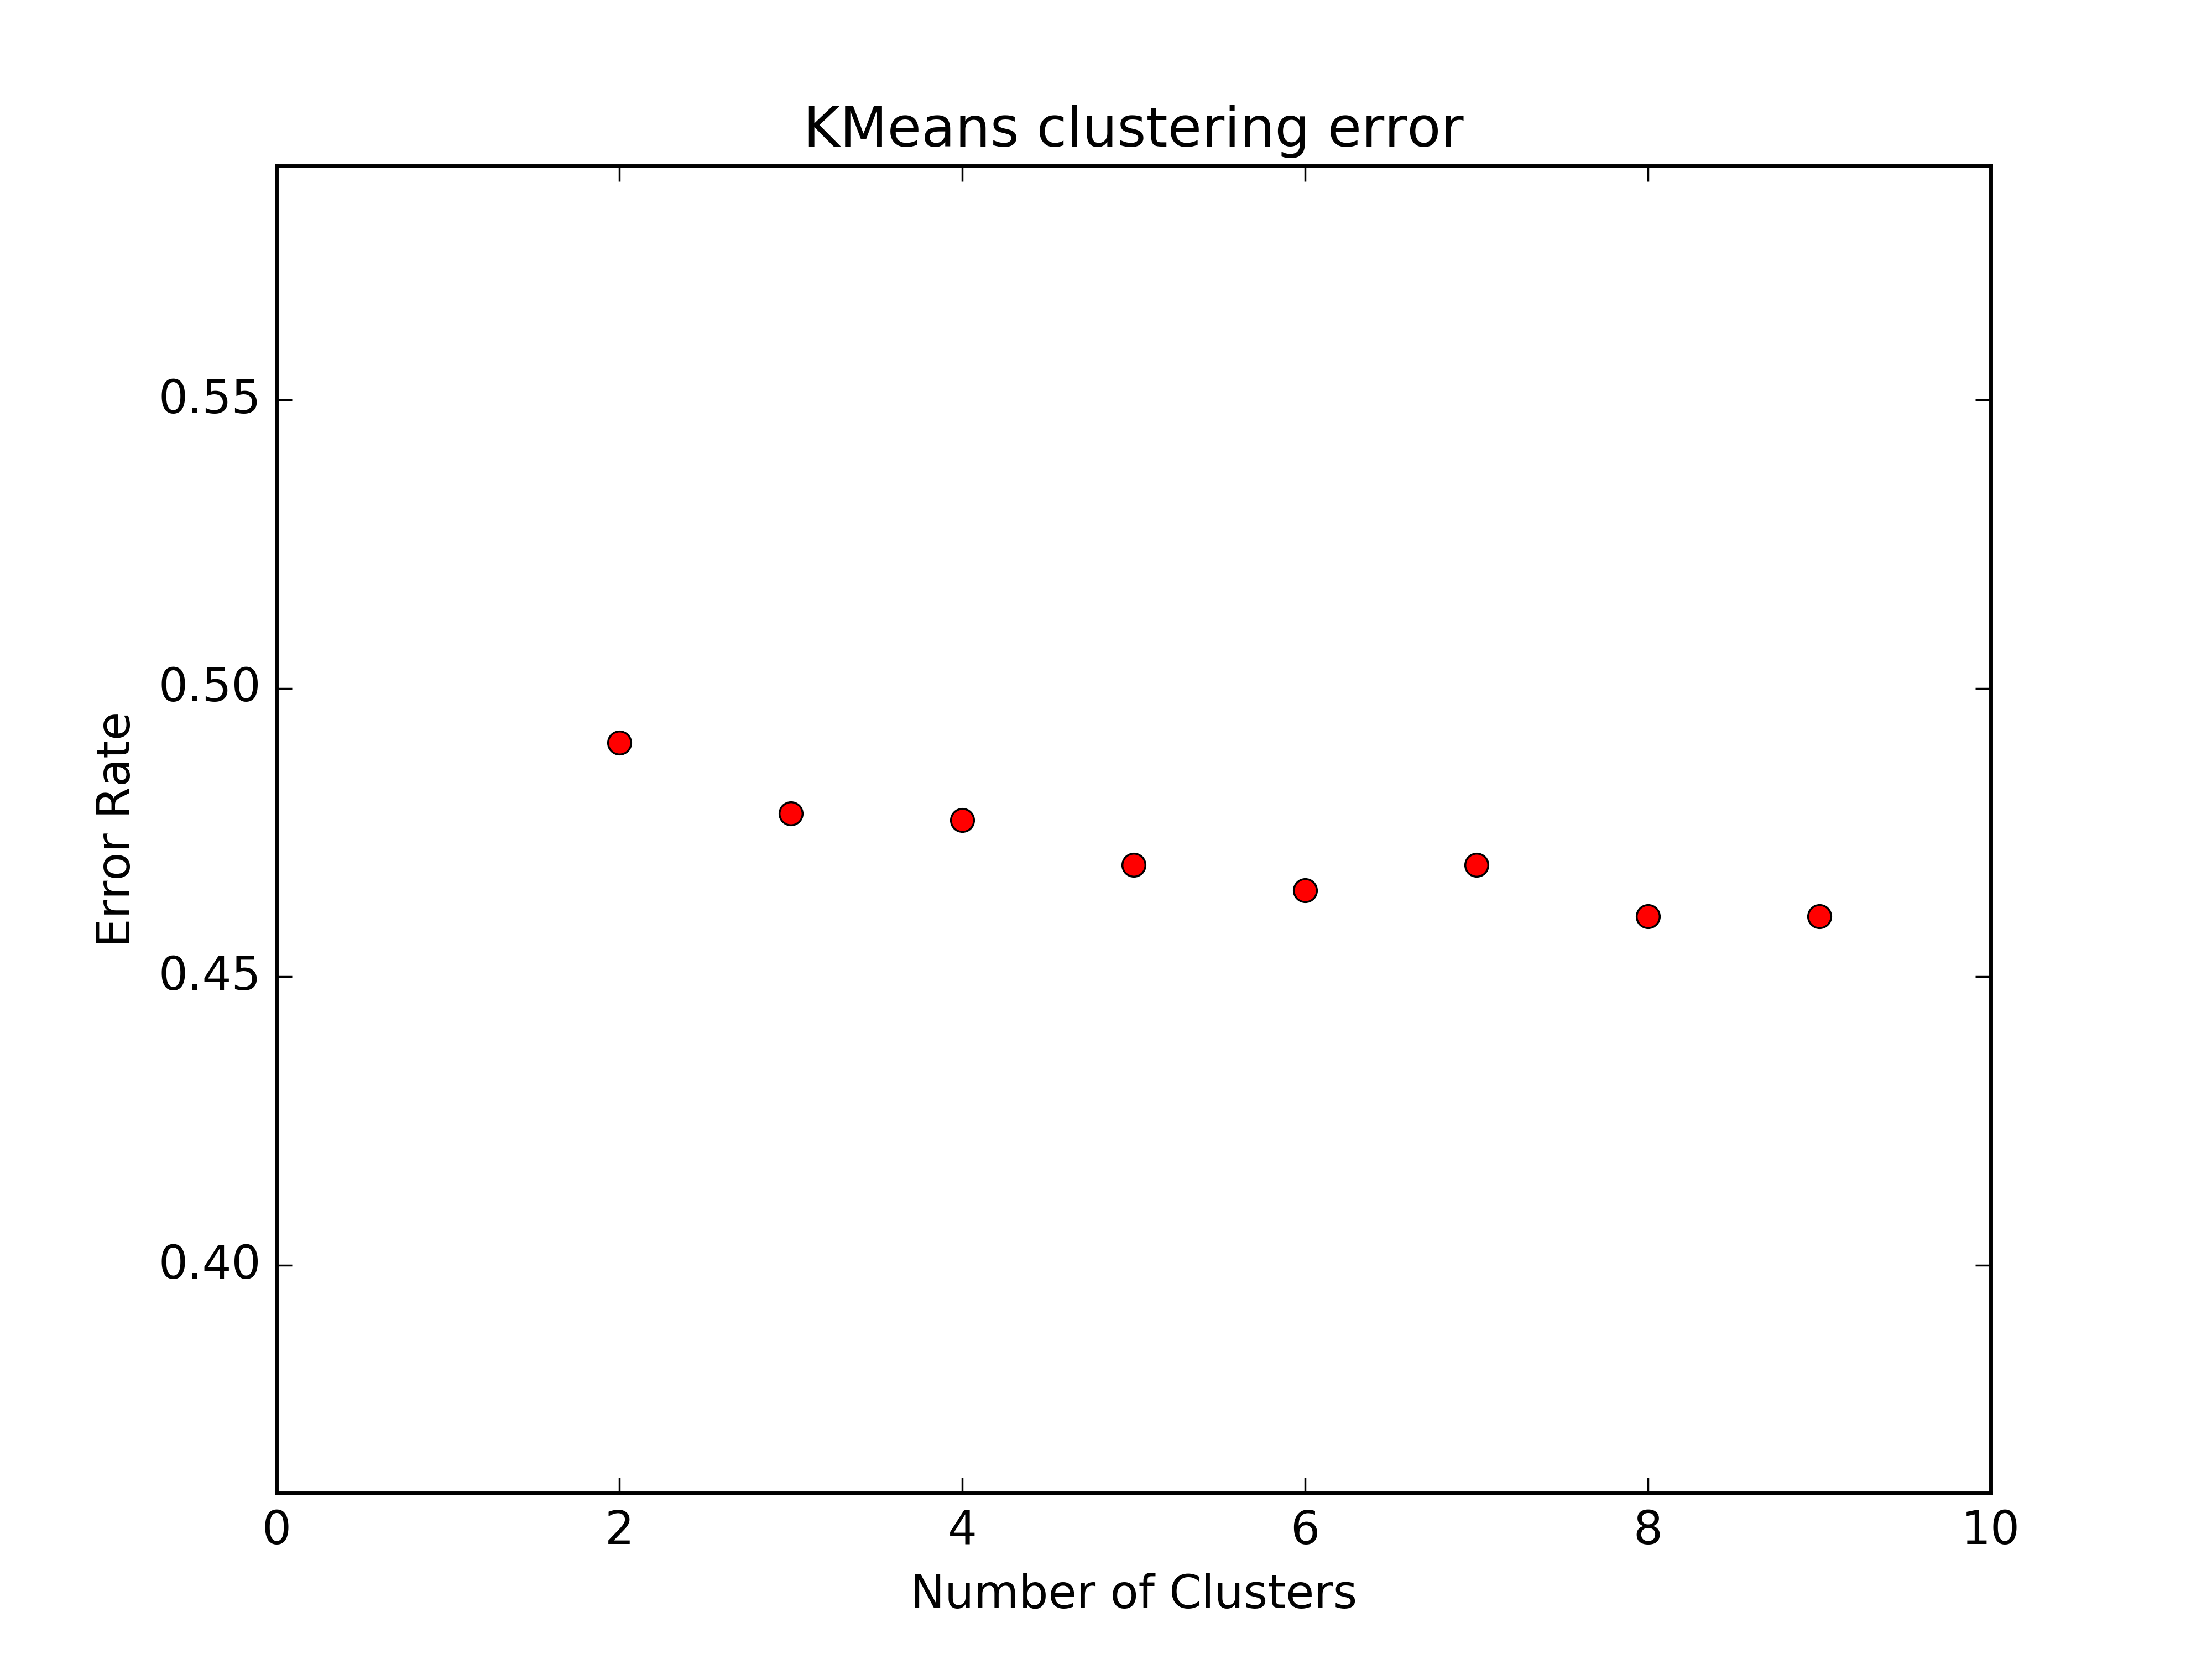 KMeans clustering error
0.55
0.50
0.45
0.40
Error Rate
0 2 4 6 8 10
Number of Clusters